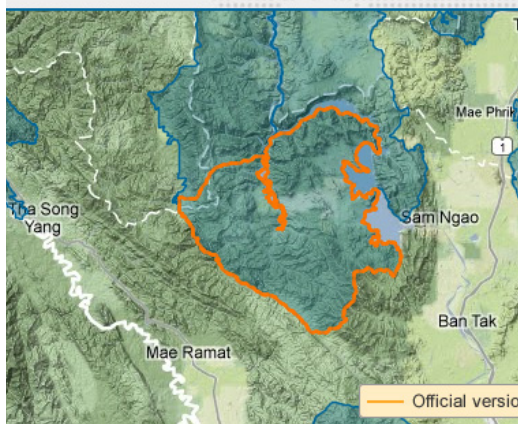 Mae Phrik
1
Tha Song
Yang
Sam Ngao
Ban Tak
Mae Ramat
Official versio